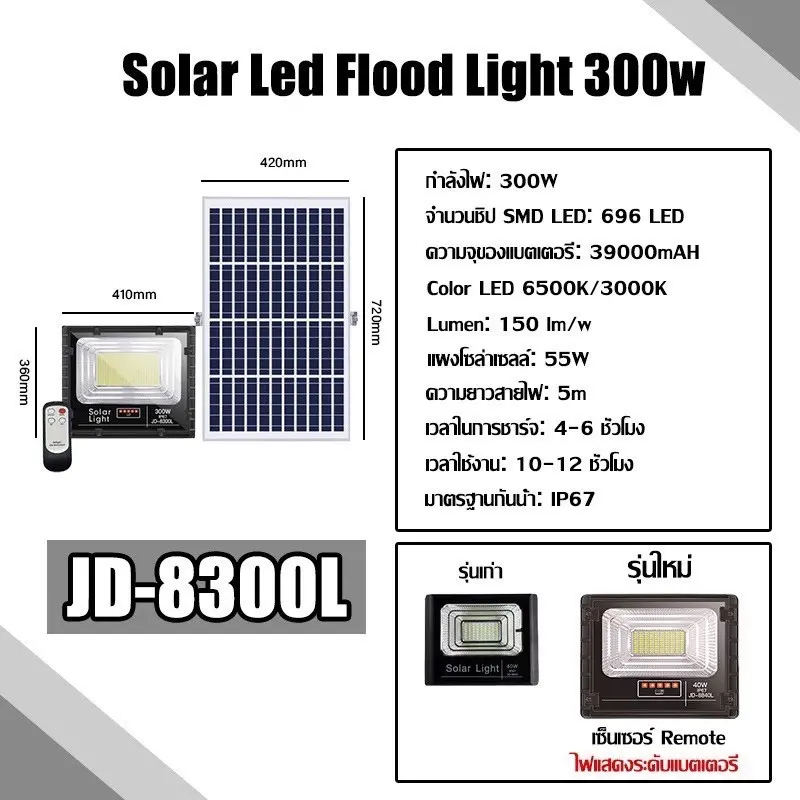 Solar Led Flood Light 300w
420mm
410mm
720mm
360mm
Solar
Light
300W
IP67
JD-8300L
กำลังไฟ: 300W
จำนวนชิป SMD LED: 696 LED
ความจุของแบตเตอรี: 39000mAH
Color LED 6500K/3000K
Lumen: 150 lm/w
แผงโซล่าเซลล์: 55W
ความยาวสายไฟ: 5m
เวลาในการชาร์จ: 4-6 ชั่วโมง
เวลาใช้งาน: 10-12 ชั่วโมง
มาตรฐานกันน้ำ: IP67
JD-8300L
รุ่นเก่า
รุ่นใหม่
Solar Light
40W
Solar
Light
40W
IP67
JD-8840L
เซ็นเซอร์ Remote
ไฟแสดงระดับแบตเตอรี